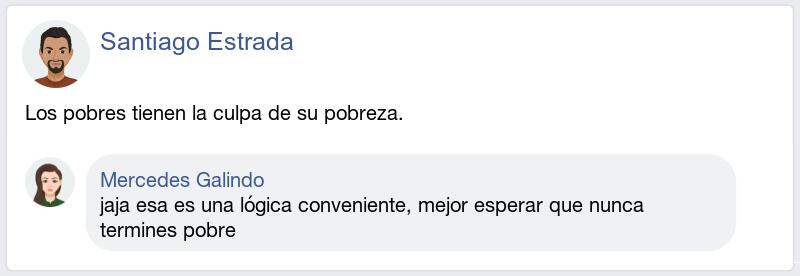 Santiago Estrada
Los pobres tienen la culpa de su pobreza.
Mercedes Galindo
jaja esa es una lógica conveniente, mejor esperar que nunca
termines pobre